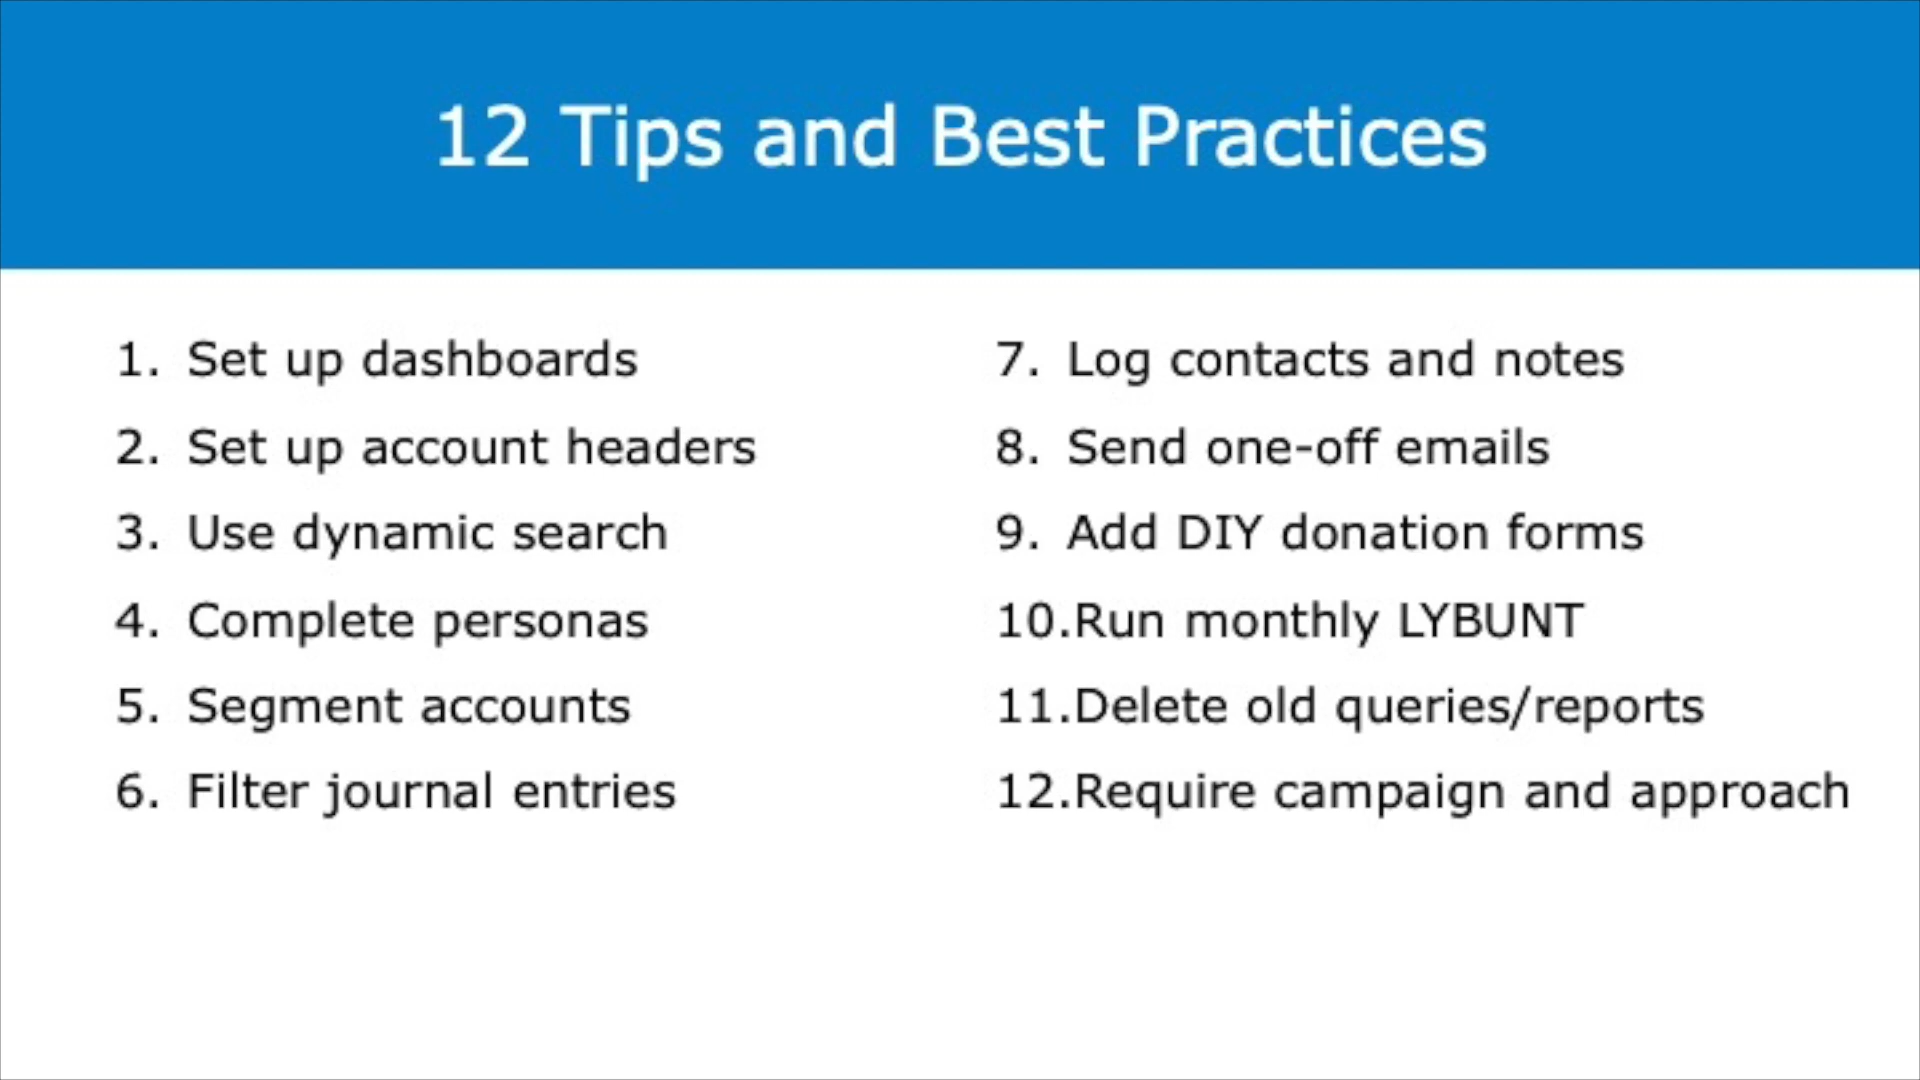 12 Tips and Best Practices
1. Set up dashboards
2. Set up account headers
3. Use dynamic search
4. Complete personas
5. Segment accounts
6. Filter journal entries
7. Log contacts and notes
8. Send one-off emails
9. Add DIY donation forms
10.Run monthly LYBUNT
11.Delete old queries/reports
12.Require campaign and approach